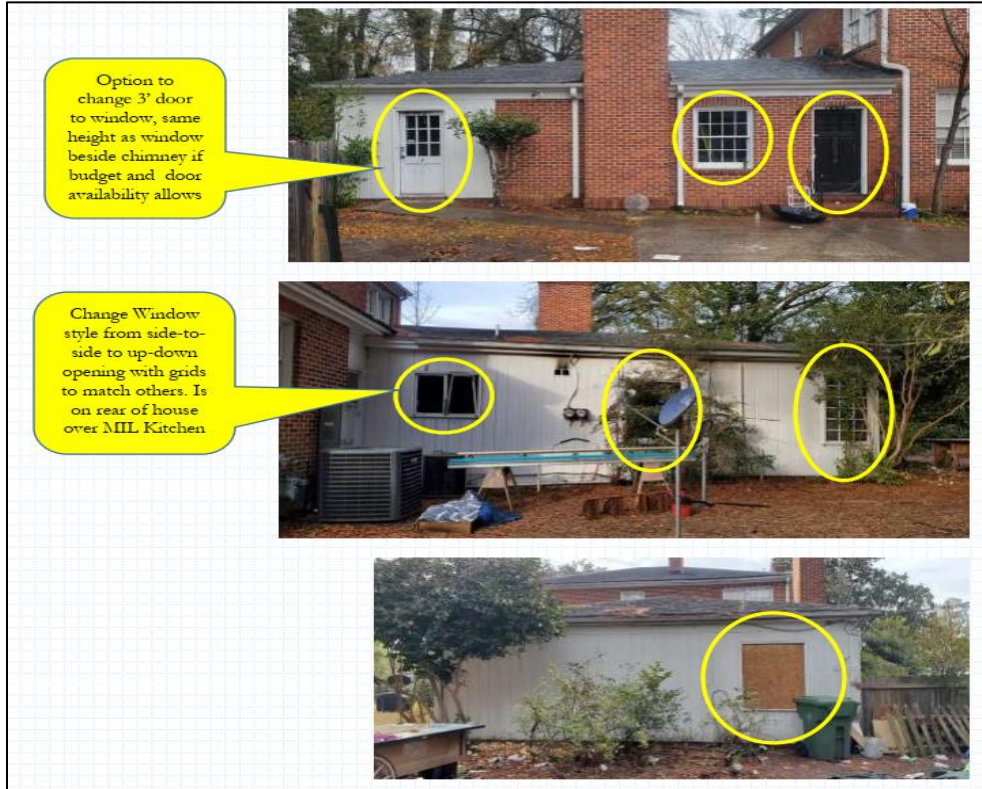 Option to
change 3’ door
to window, same
height as window
beside chimney if
budget and door
availability allows
Change Window
style from side-to-
side to up-down
opening with grids
to match others. Is
on rear of house
over MIL Kitchen